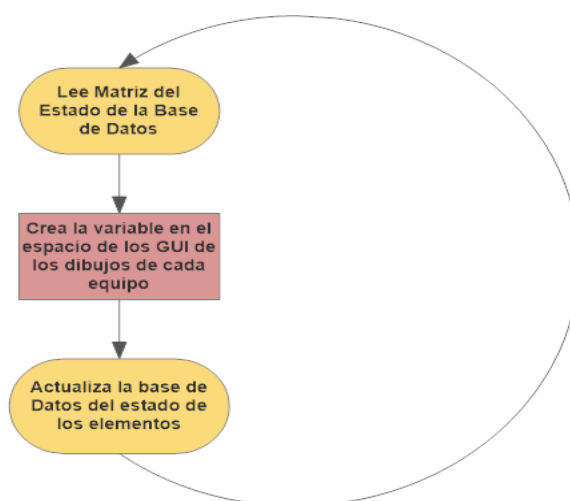 Lee Matriz del
Estado de la Base
de Datos
Crea la variable en el
espacio de los GUI de
los dibujos de cada
equipo
Actualiza la base de
Datos del estado de
los elementos